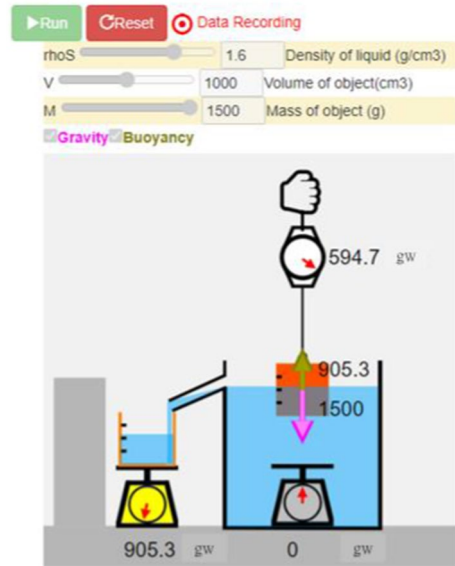 Run Reset Data Recording
rhoS 1.6 Density of liquid (g/cm3)
V 1000 Volume of object(cm3)
M 1500 Mass of object (g)
Gravity Buoyancy
594.7 gw
905.3
1500
905.3 gw 0 gw